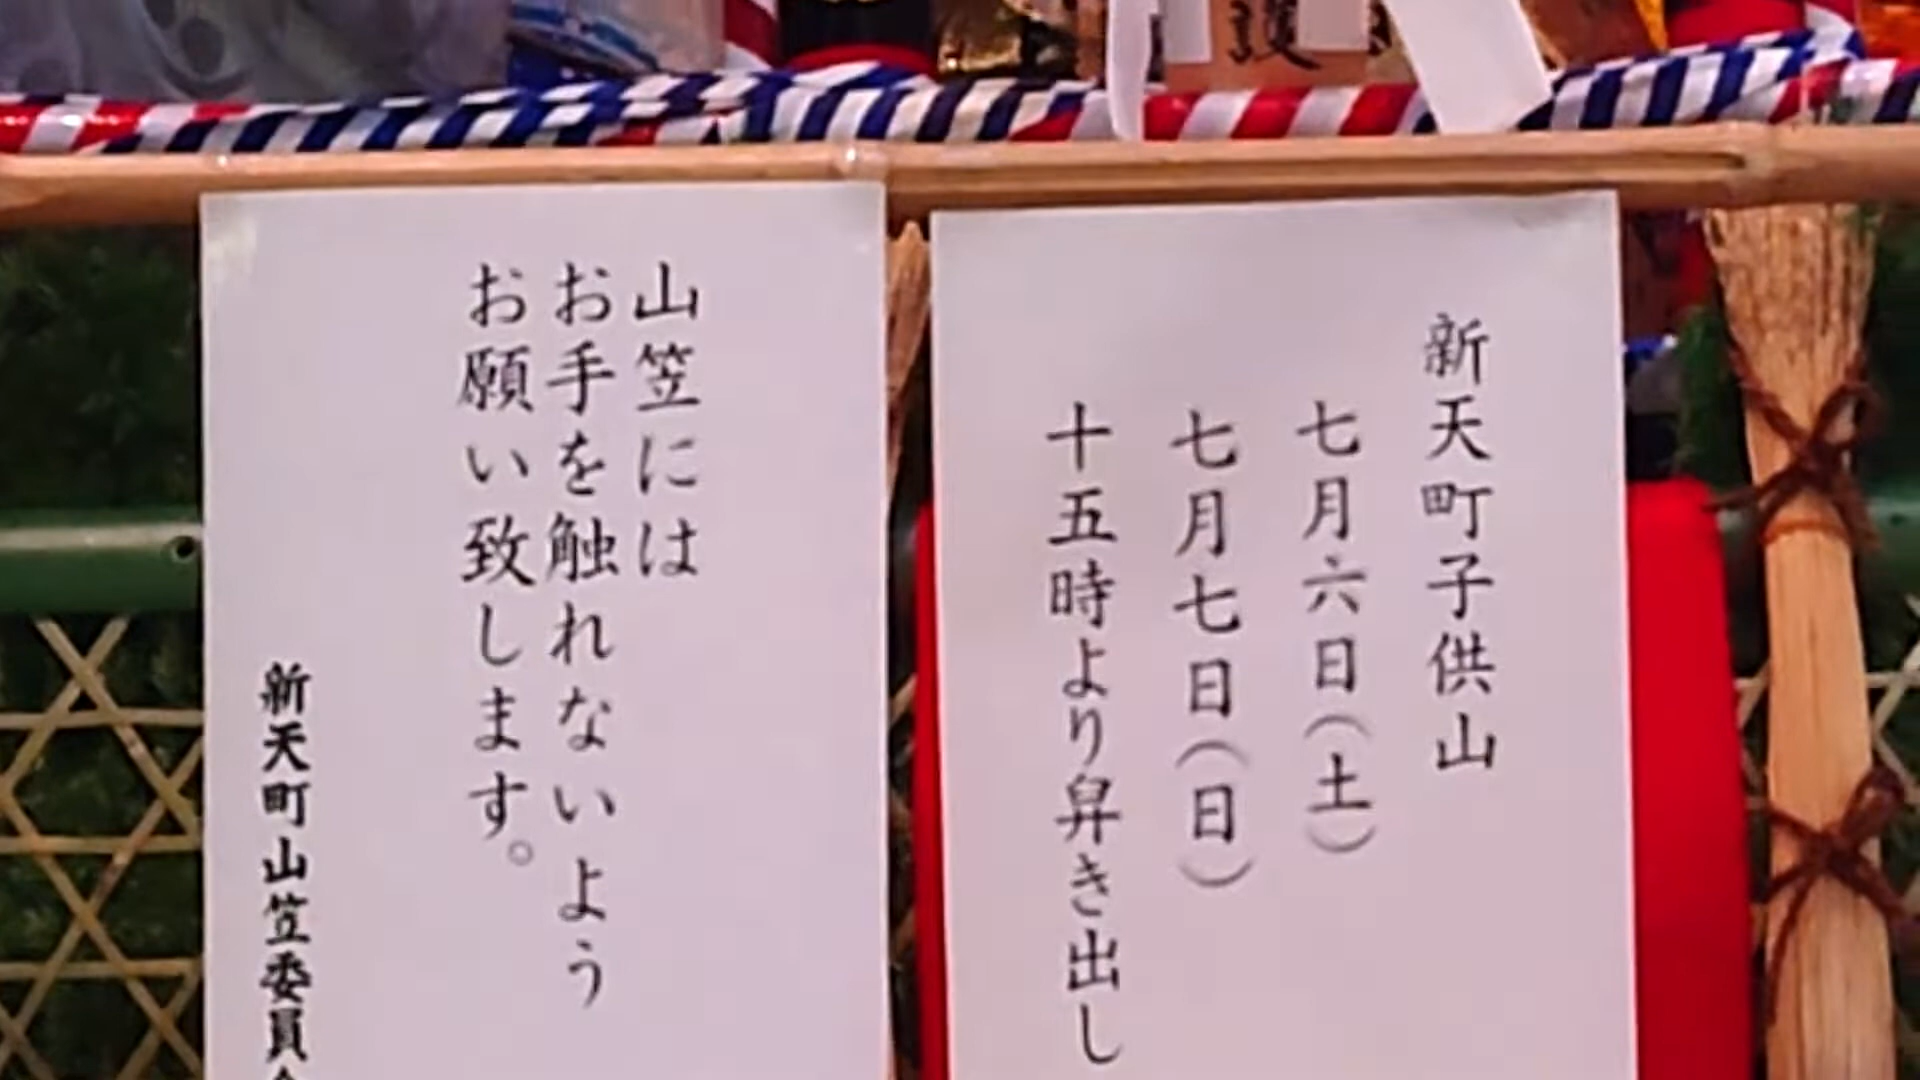 護
新天町子供山
七月六日(土)
七月七日(日)
十五時より舁き出し
山笠には
お手を触れないよう
お願い致します。
新天町山笠委員会